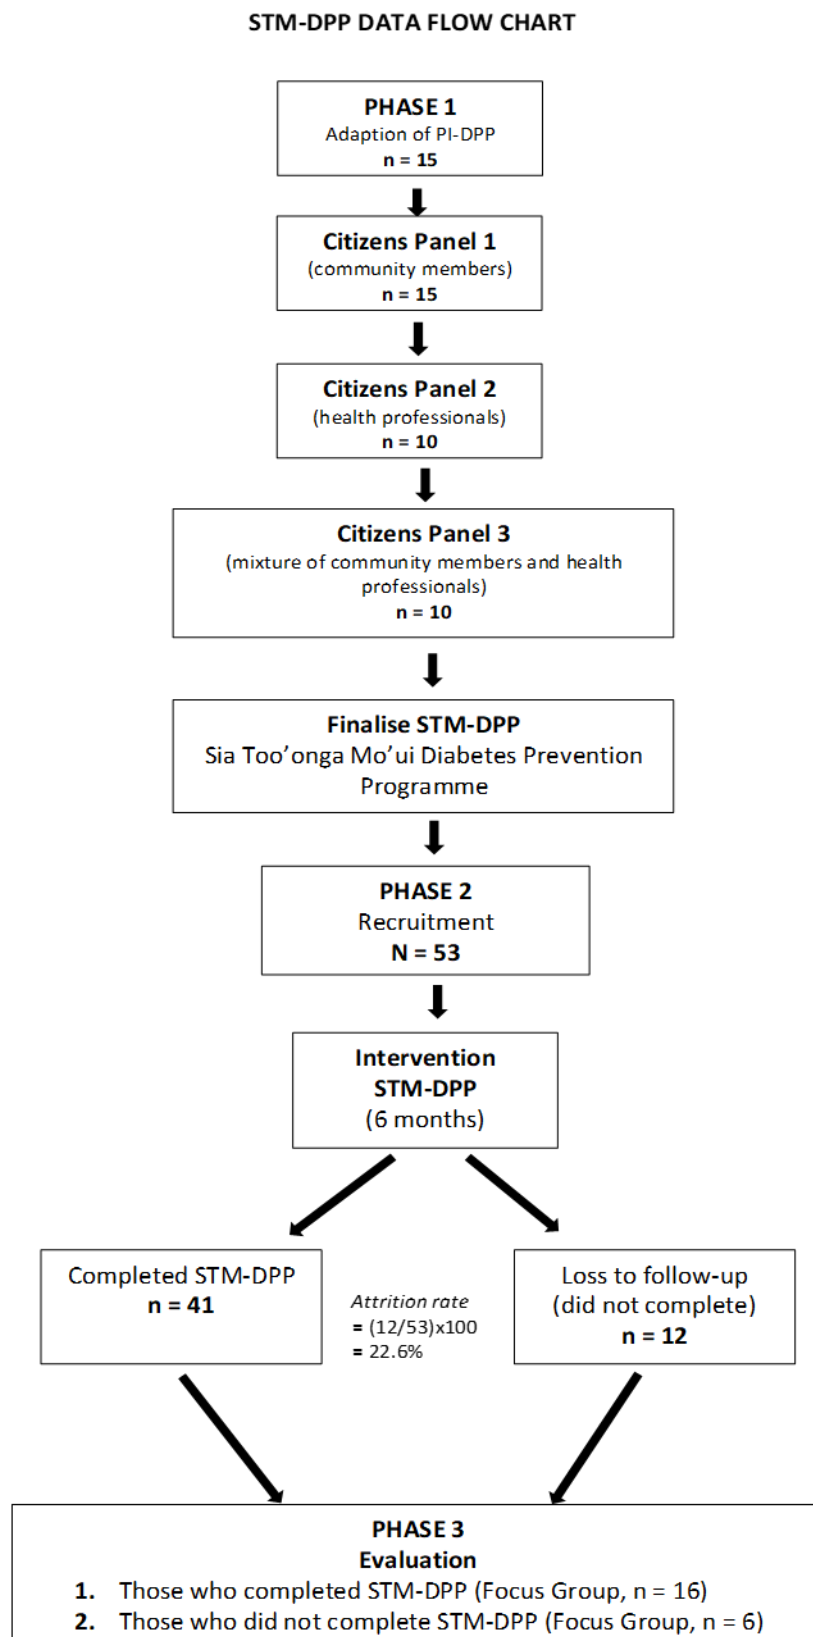 STM-DPP DATA FLOW CHART
PHASE 1
Adaption of PI-DPP
n = 15
Citizens Panel 1
(community members)
n = 15
Citizens Panel 2
(health professionals)
n = 10
Citizens Panel 3
(mixture of community members and health
professionals)
n = 10
Finalise STM-DPP
Sia Too’onga Mo’ui Diabetes Prevention
Programme
PHASE 2
Recruitment
N = 53
Intervention
STM-DPP
(6 months)
Completed STM-DPP
n = 41
Attrition rate
= (12/53)x100
= 22.6%
Loss to follow-up
(did not complete)
n = 12
PHASE 3
Evaluation
1. Those who completed STM-DPP (Focus Group, n = 16)
2. Those who did not complete STM-DPP (Focus Group, n = 6)